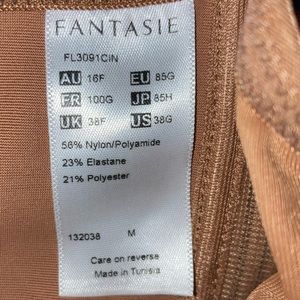 FANTASIE
FL3091CIN
AU 16F EU 85G
FR 100G JP 85H
UK 38F US 38G
56% Nylon/Polyamide
23% Elastane
21% Polyester
132038 M
Care on reverse
Made in Tunisia